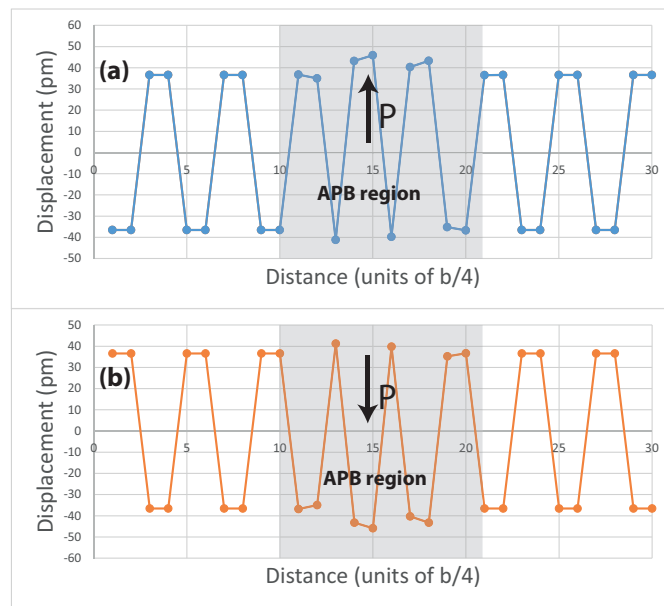 60
50
40
30
20
10
0
-10
-20
-30
-40
-50
Displacement (pm)
(a)
P
APB region
0 5 10 15 20 25 30
Distance (units of b/4)
50
40
30
20
10
0
-10
-20
-30
-40
-50
-60
Displacement (pm)
(b)
P
0 5 10 15 20 25 30
APB region
Distance (units of b/4)